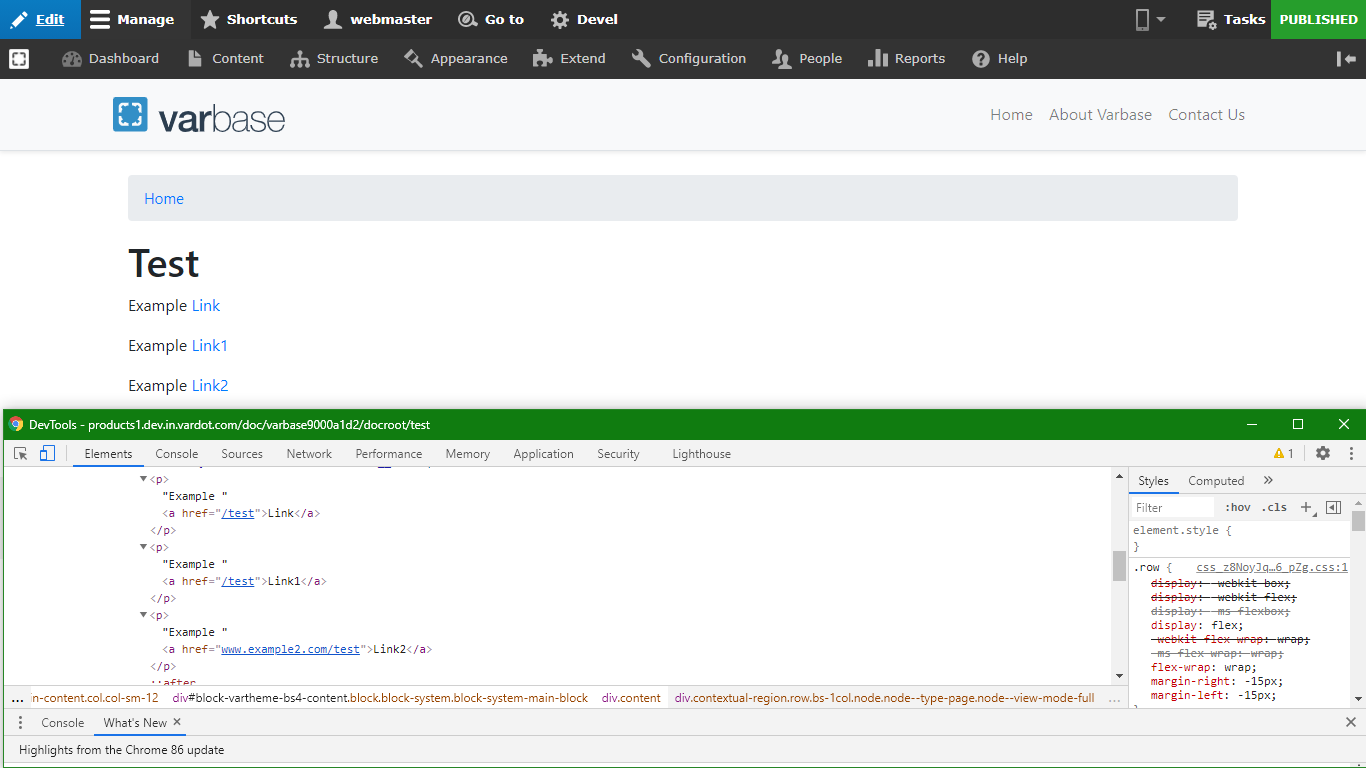 Edit Manage Shortcuts webmaster Go to Devel Tasks PUBLISHED
Dashboard Content Structure Appearance Extend Configuration People Reports Help
varbase Home About Varbase Contact Us
Home
Test
Example Link
Example Link1
Example Link2
DevTools - products1.dev.in.vardot.com/doc/varbase9000a1d2/docroot/test
Elements Console Sources Network Performance Memory Application Security Lighthouse 1
<p>
"Example "
<a href="/test">Link</a>
</p>
<p>
"Example "
<a href="/test">Link1</a>
</p>
<p>
"Example "
<a href="www.example2.com/test">Link2</a>
</p>
::after
... in-content.col.col-sm-12 div#block-vartheme-bs4-content.block.block-system.block-system-main-block div.content div.contextual-region.row.bs-1col.node.node--type-page.node--view-mode-full ...
Styles Computed »
Filter :hov .cls +
element.style {
}
.row { css_z8NoyJq…6_pZg.css:1
display: -webkit-box;
display: -webkit-flex;
display: -ms-flexbox;
display: flex;
-webkit-flex-wrap: wrap;
-ms-flex-wrap: wrap;
flex-wrap: wrap;
margin-right: -15px;
margin-left: -15px;
}
Console What's New
Highlights from the Chrome 86 update